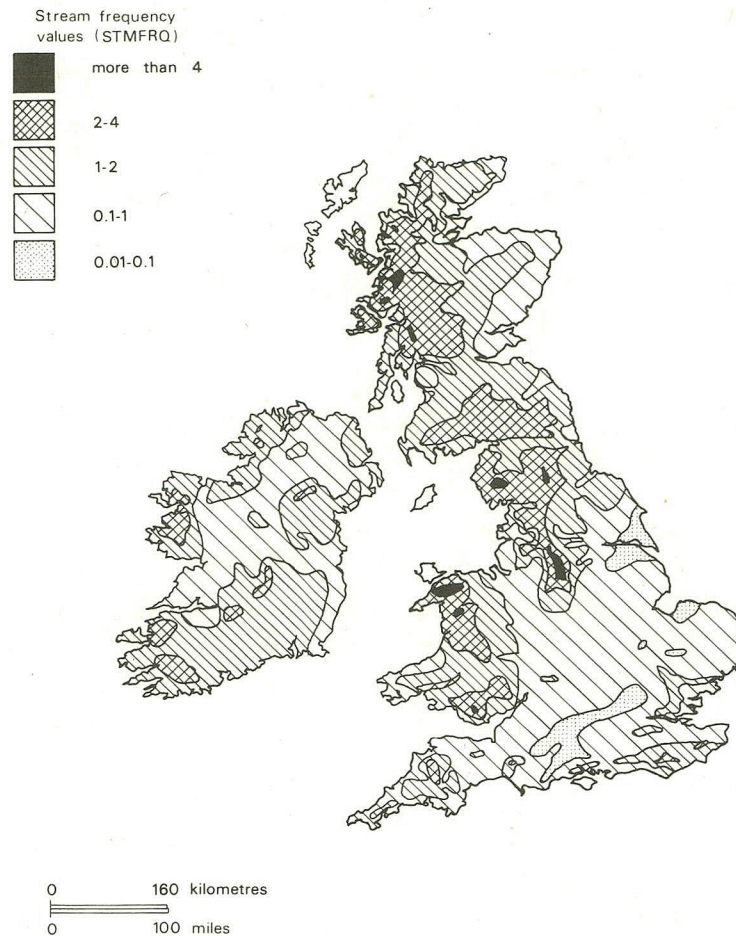 Stream frequency
values (STMFRQ)
more than 4
2-4
1-2
0.1-1
0.01-0.1
0 160 kilometres
0 100 miles